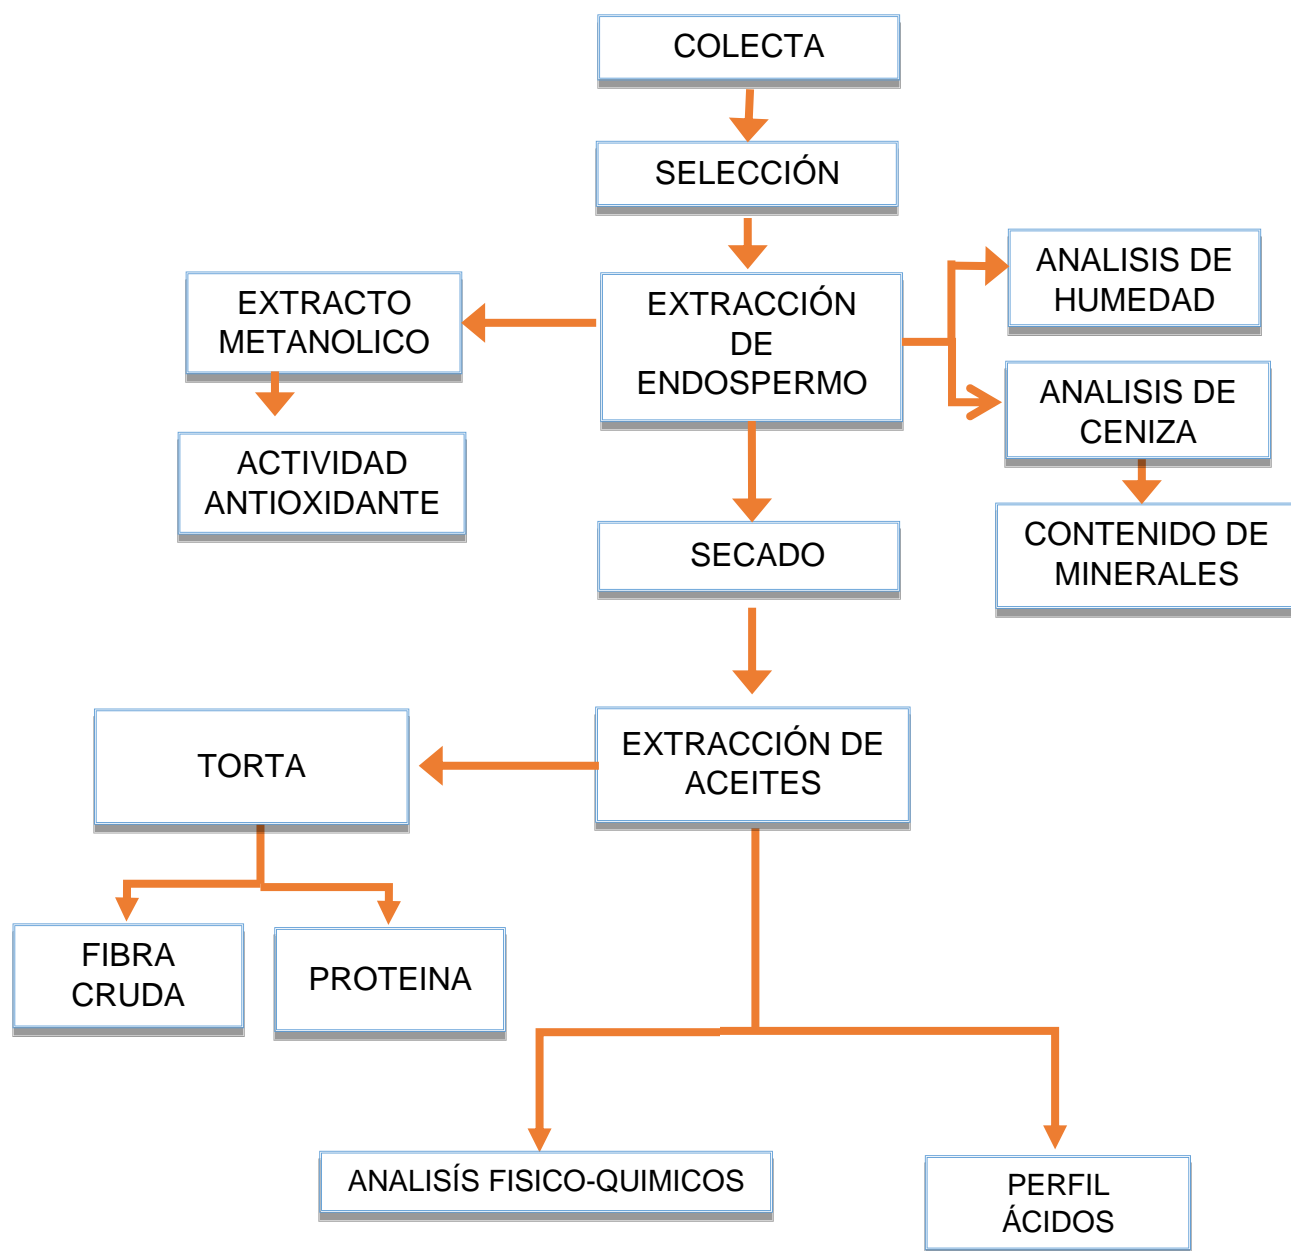 COLECTA
SELECCIÓN
ANALISIS DE
HUMEDAD
EXTRACTO
METANOLICO
EXTRACCIÓN
DE
ENDOSPERMO
ANALISIS DE
CENIZA
ACTIVIDAD
ANTIOXIDANTE
SECADO
CONTENIDO DE
MINERALES
TORTA
EXTRACCIÓN DE
ACEITES
FIBRA
CRUDA
PROTEINA
ANALISÍS FISICO-QUIMICOS
PERFIL
ÁCIDOS